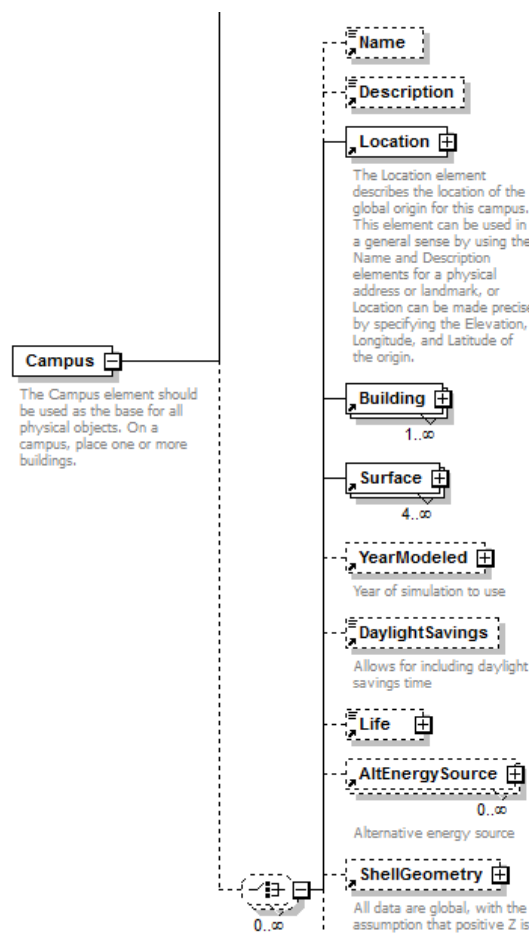 Name
Description
Location
The Location element
describes the location of the
global origin for this campus.
This element can be used in
a general sense by using the
Name and Description
elements for a physical
address or landmark, or
Location can be made precise
by specifying the Elevation,
Longitude, and Latitude of
the origin.
Campus
The Campus element should
be used as the base for all
physical objects. On a
campus, place one or more
buildings.
Building
1..∞
Surface
4..∞
YearModeled
Year of simulation to use
DaylightSavings
Allows for including daylight
savings time
Life
AltEnergySource
0..∞
Alternative energy source
ShellGeometry
0..∞
All data are global, with the
assumption that positive Z is